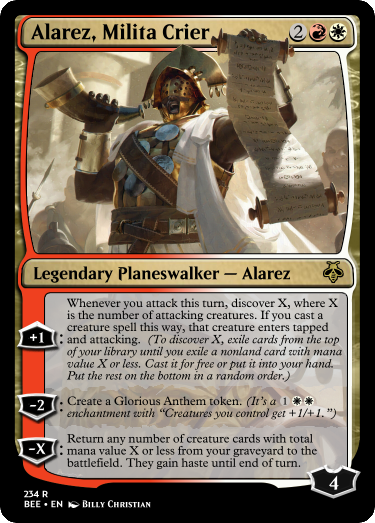 Alarez, Milita Crier 2
Legendary Planeswalker — Alarez
+1: Whenever you attack this turn, discover X, where X
is the number of attacking creatures. If you cast a
creature spell this way, that creature enters tapped
and attacking. (To discover X, exile cards from the top
of your library until you exile a nonland card with mana
value X or less. Cast it for free or put it into your hand.
Put the rest on the bottom in a random order.)
-2: Create a Glorious Anthem token. (It's a 1
enchantment with “Creatures you control get +1/+1.”)
-X: Return any number of creature cards with total
mana value X or less from your graveyard to the
battlefield. They gain haste until end of turn.
4
234 R
BEE • EN Billy Christian